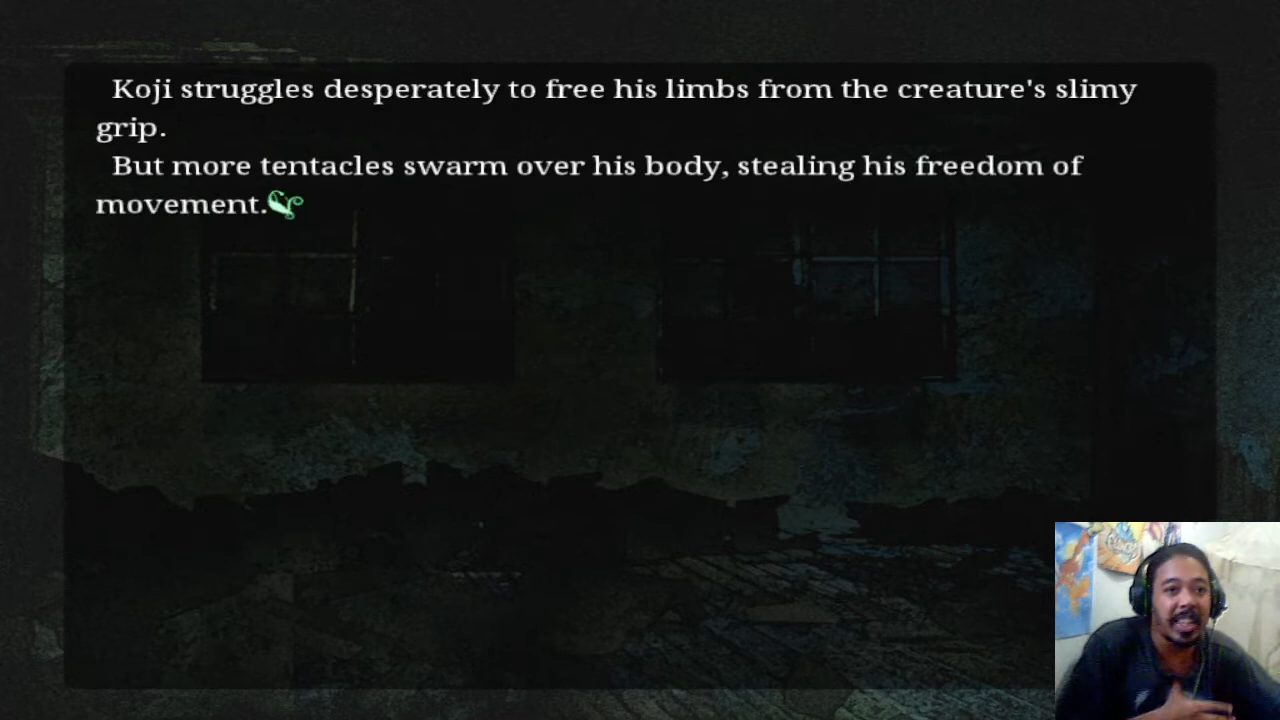 Koji struggles desperately to free his limbs from the creature's slimy
grip.
But more tentacles swarm over his body, stealing his freedom of
movement.